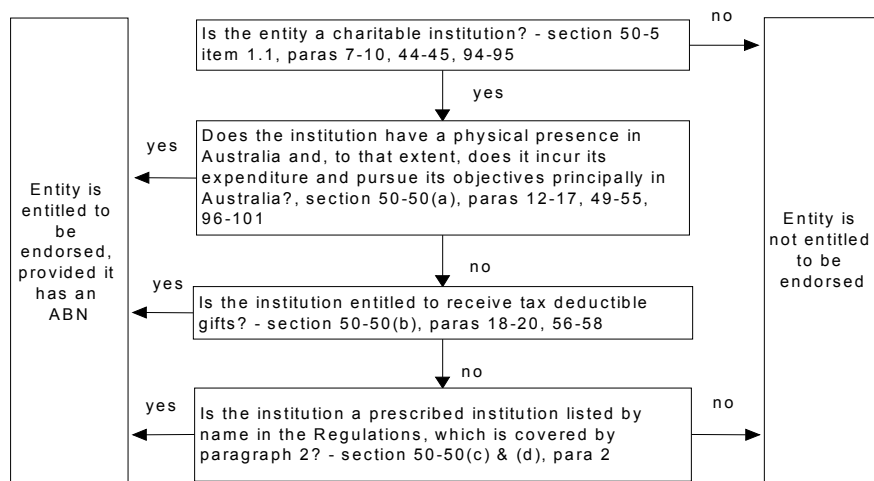 Is the entity a charitable institution? - section 50-5
item 1.1, paras 7-10, 44-45, 94-95
no
yes
Does the institution have a physical presence in
Australia and, to that extent, does it incur its
expenditure and pursue its objectives principally in
Australia?, section 50-50(a), paras 12-17, 49-55,
96-101
yes
Entity is
entitled to
be
endorsed,
provided it
has an
ABN
Entity is
not entitled
to be
endorsed
no
yes
Is the institution entitled to receive tax deductible
gifts? - section 50-50(b), paras 18-20, 56-58
no
yes
Is the institution a prescribed institution listed by
name in the Regulations, which is covered by
paragraph 2? - section 50-50(c) & (d), para 2
no